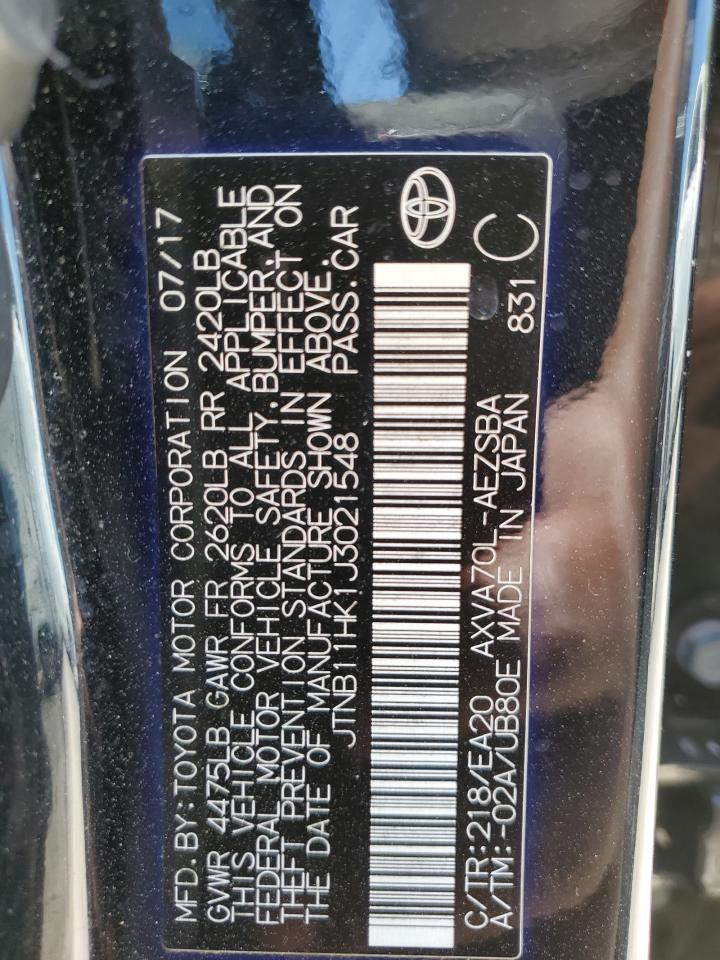 MFD.BY:TOYOTA MOTOR CORPORATION 07/17
GVWR 4475LB GAWR FR 2620LB RR 2420LB
THIS VEHICLE CONFORMS TO ALL APPLICABLE
FEDERAL MOTOR VEHICLE SAFETY,BUMPER,AND
THEFT PREVENTION STANDARDS IN EFFECT ON
THE DATE OF MANUFACTURE SHOWN ABOVE.
JTNB11HK1J3021548 PASS.CAR
C/TR:218/EA20 AXVA70L-AEZSBA
A/TM:-02A/UB80E MADE IN JAPAN 831 C